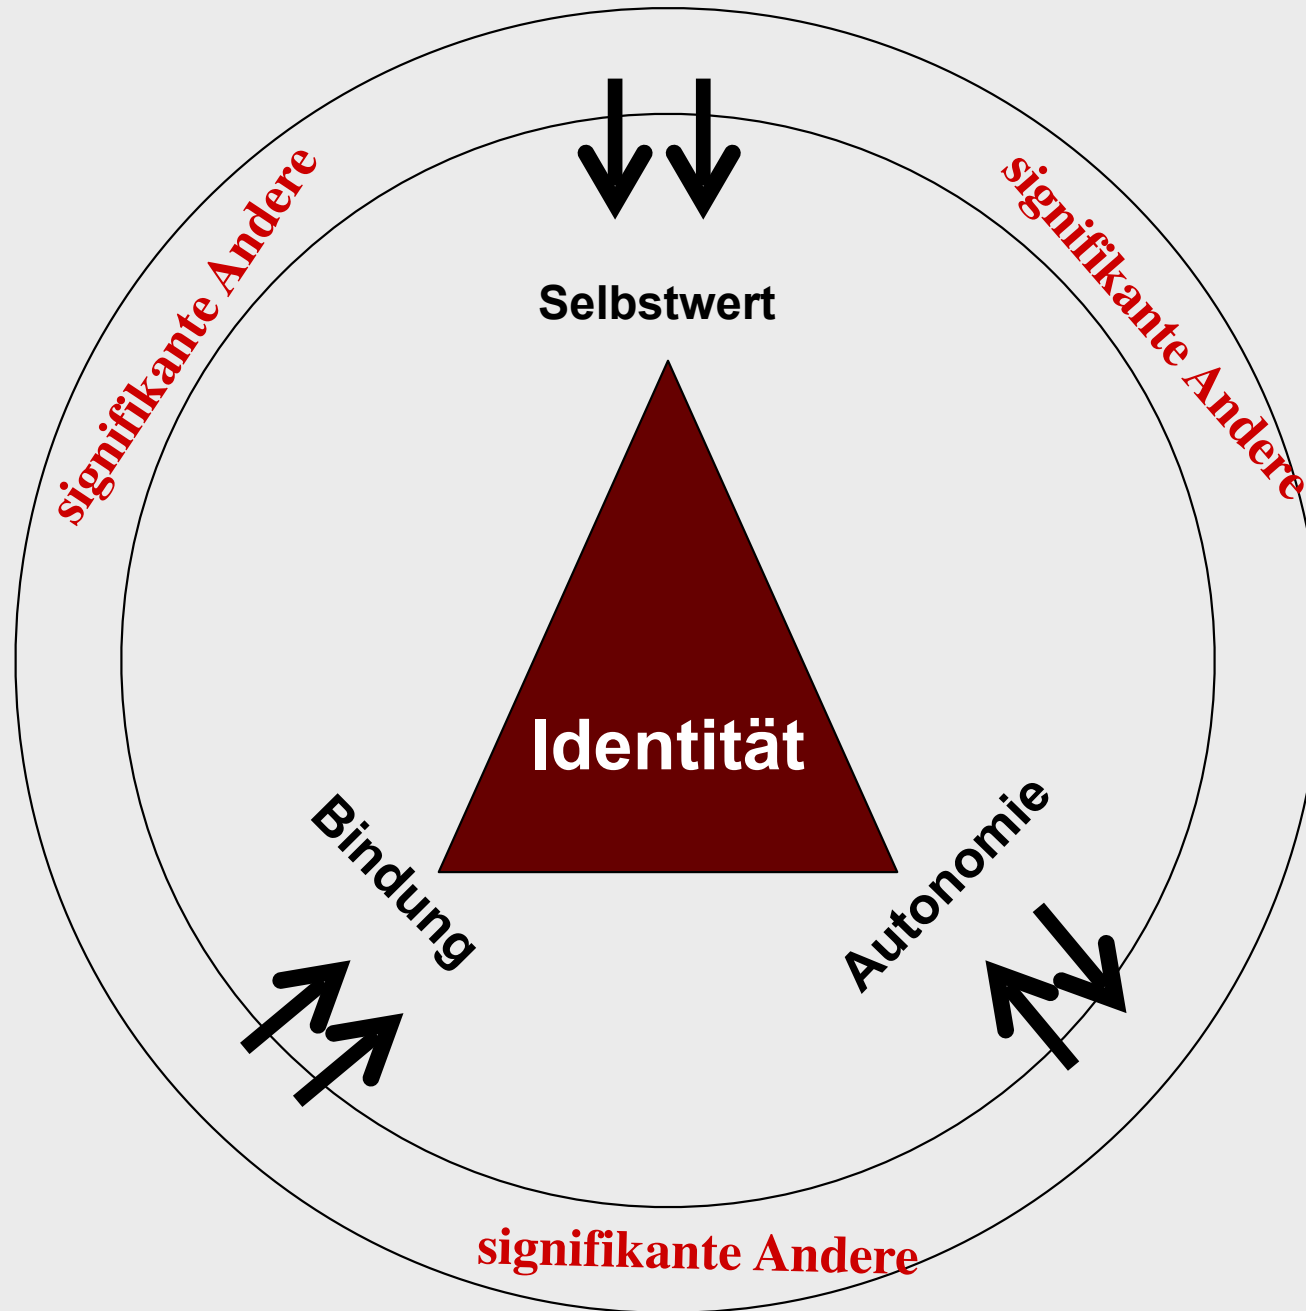 signifikante Andere
signifikante Andere
Selbstwert
Identität
Bindung
Autonomie
signifikante Andere